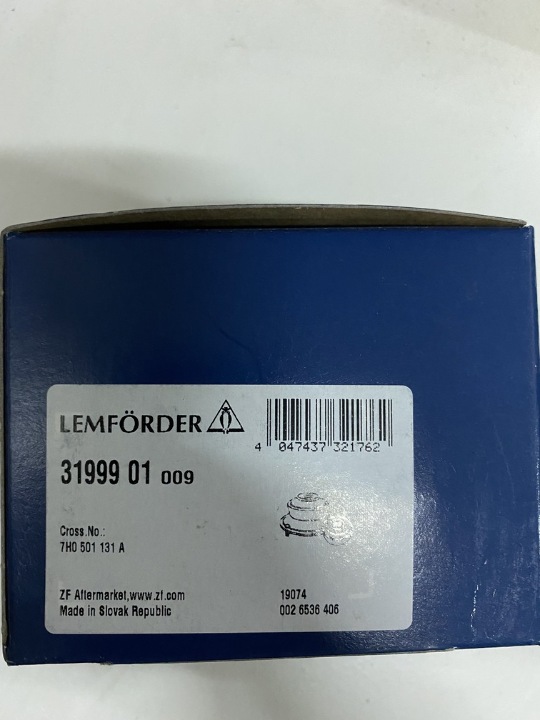 LEMFÖRDER
4 047437 321762
31999 01 009
Cross.No.:
7H0 501 131 A
ZF Aftermarket,www.zf.com
Made in Slovak Republic
19074
002 6536 406